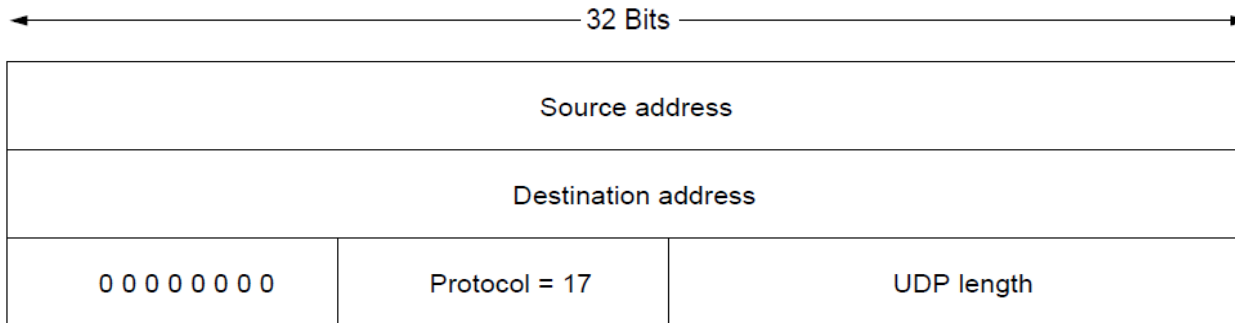 32 Bits
Source address
Destination address
0 0 0 0 0 0 0 0 Protocol = 17 UDP length